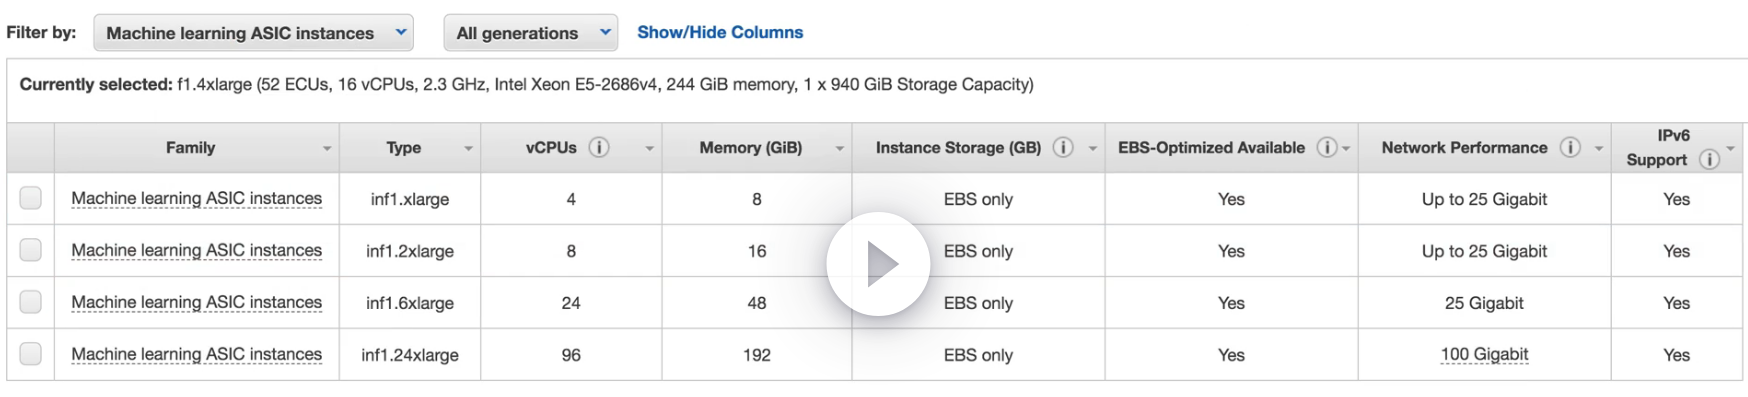 Filter by: Machine learning ASIC instances All generations Show/Hide Columns
Currently selected: f1.4xlarge (52 ECUs, 16 vCPUs, 2.3 GHz, Intel Xeon E5-2686v4, 244 GiB memory, 1 x 940 GiB Storage Capacity)
Family Type vCPUs i Memory (GiB) Instance Storage (GB) i EBS-Optimized Available i Network Performance i IPv6 Support i
Machine learning ASIC instances inf1.xlarge 4 8 EBS only Yes Up to 25 Gigabit Yes
Machine learning ASIC instances inf1.2xlarge 8 16 EBS only Yes Up to 25 Gigabit Yes
Machine learning ASIC instances inf1.6xlarge 24 48 EBS only Yes 25 Gigabit Yes
Machine learning ASIC instances inf1.24xlarge 96 192 EBS only Yes 100 Gigabit Yes